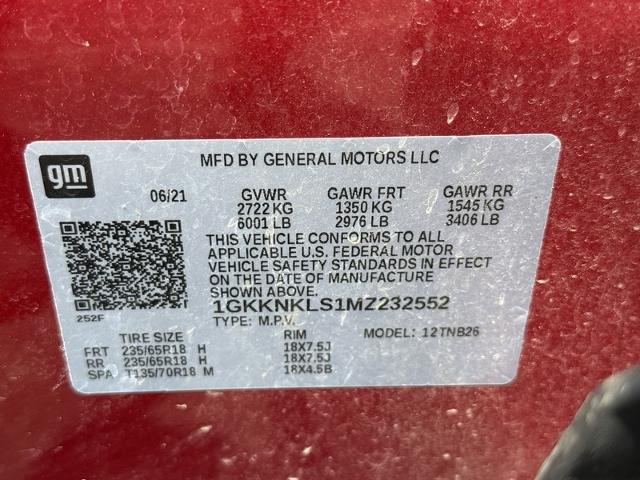 gm
MFD BY GENERAL MOTORS LLC
06/21 GVWR GAWR FRT GAWR RR
2722 KG 1350 KG 1545 KG
6001 LB 2976 LB 3406 LB
THIS VEHICLE CONFORMS TO ALL
APPLICABLE U.S. FEDERAL MOTOR
VEHICLE SAFETY STANDARDS IN EFFECT
ON THE DATE OF MANUFACTURE
SHOWN ABOVE.
1GKKNKLS1MZ232552
252F TYPE: M.P.V. MODEL: 12TNB26
TIRE SIZE RIM
FRT 235/65R18 H 18X7.5J
RR 235/65R18 H 18X7.5J
SPA T135/70R18 M 18X4.5B